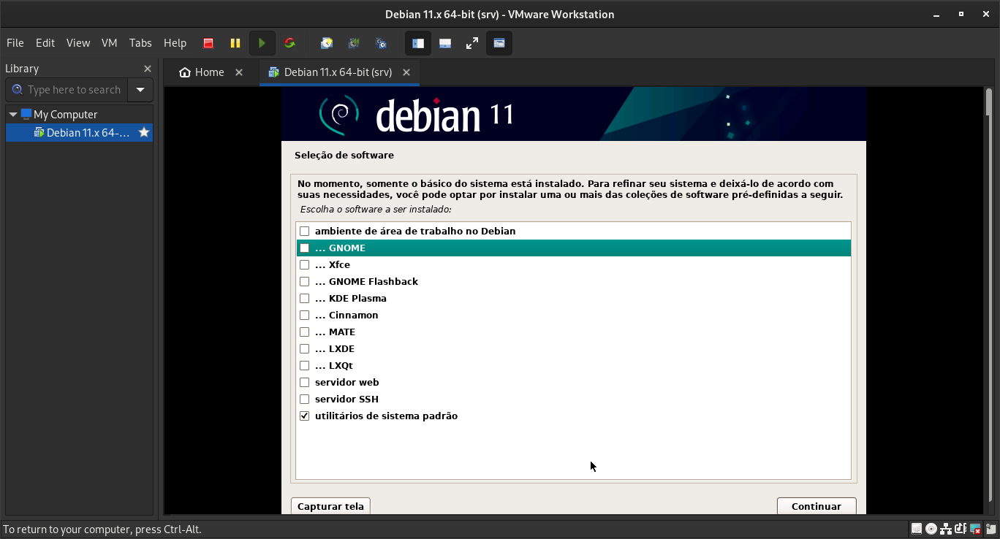 Debian 11.x 64-bit (srv) - VMware Workstation
File Edit View VM Tabs Help
Library
Home
Debian 11.x 64-bit (srv)
Type here to search
My Computer
Debian 11.x 64-...
debian 11
Seleção de software
No momento, somente o básico do sistema está instalado. Para refinar seu sistema e deixá-lo de acordo com
suas necessidades, você pode optar por instalar uma ou mais das coleções de software pré-definidas a seguir.
Escolha o software a ser instalado:
ambiente de área de trabalho no Debian
... GNOME
... Xfce
... GNOME Flashback
... KDE Plasma
... Cinnamon
... MATE
... LXDE
... LXQt
servidor web
servidor SSH
utilitários de sistema padrão
Capturar tela
Continuar
To return to your computer, press Ctrl-Alt.